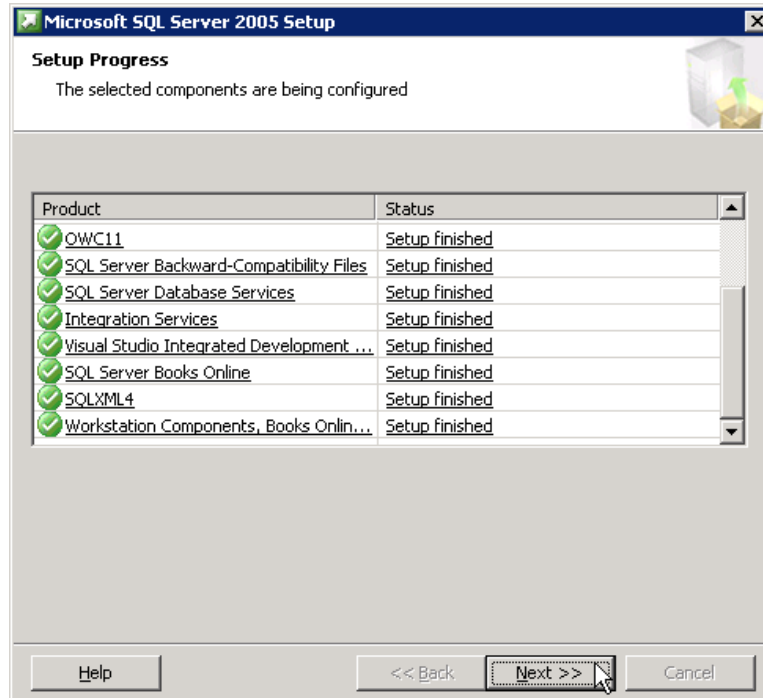 Microsoft SQL Server 2005 Setup
Setup Progress
The selected components are being configured
Product Status
OWC11 Setup finished
SQL Server Backward-Compatibility Files Setup finished
SQL Server Database Services Setup finished
Integration Services Setup finished
Visual Studio Integrated Development ... Setup finished
SQL Server Books Online Setup finished
SQLXML4 Setup finished
Workstation Components, Books Onlin... Setup finished
Help << Back Next >> Cancel